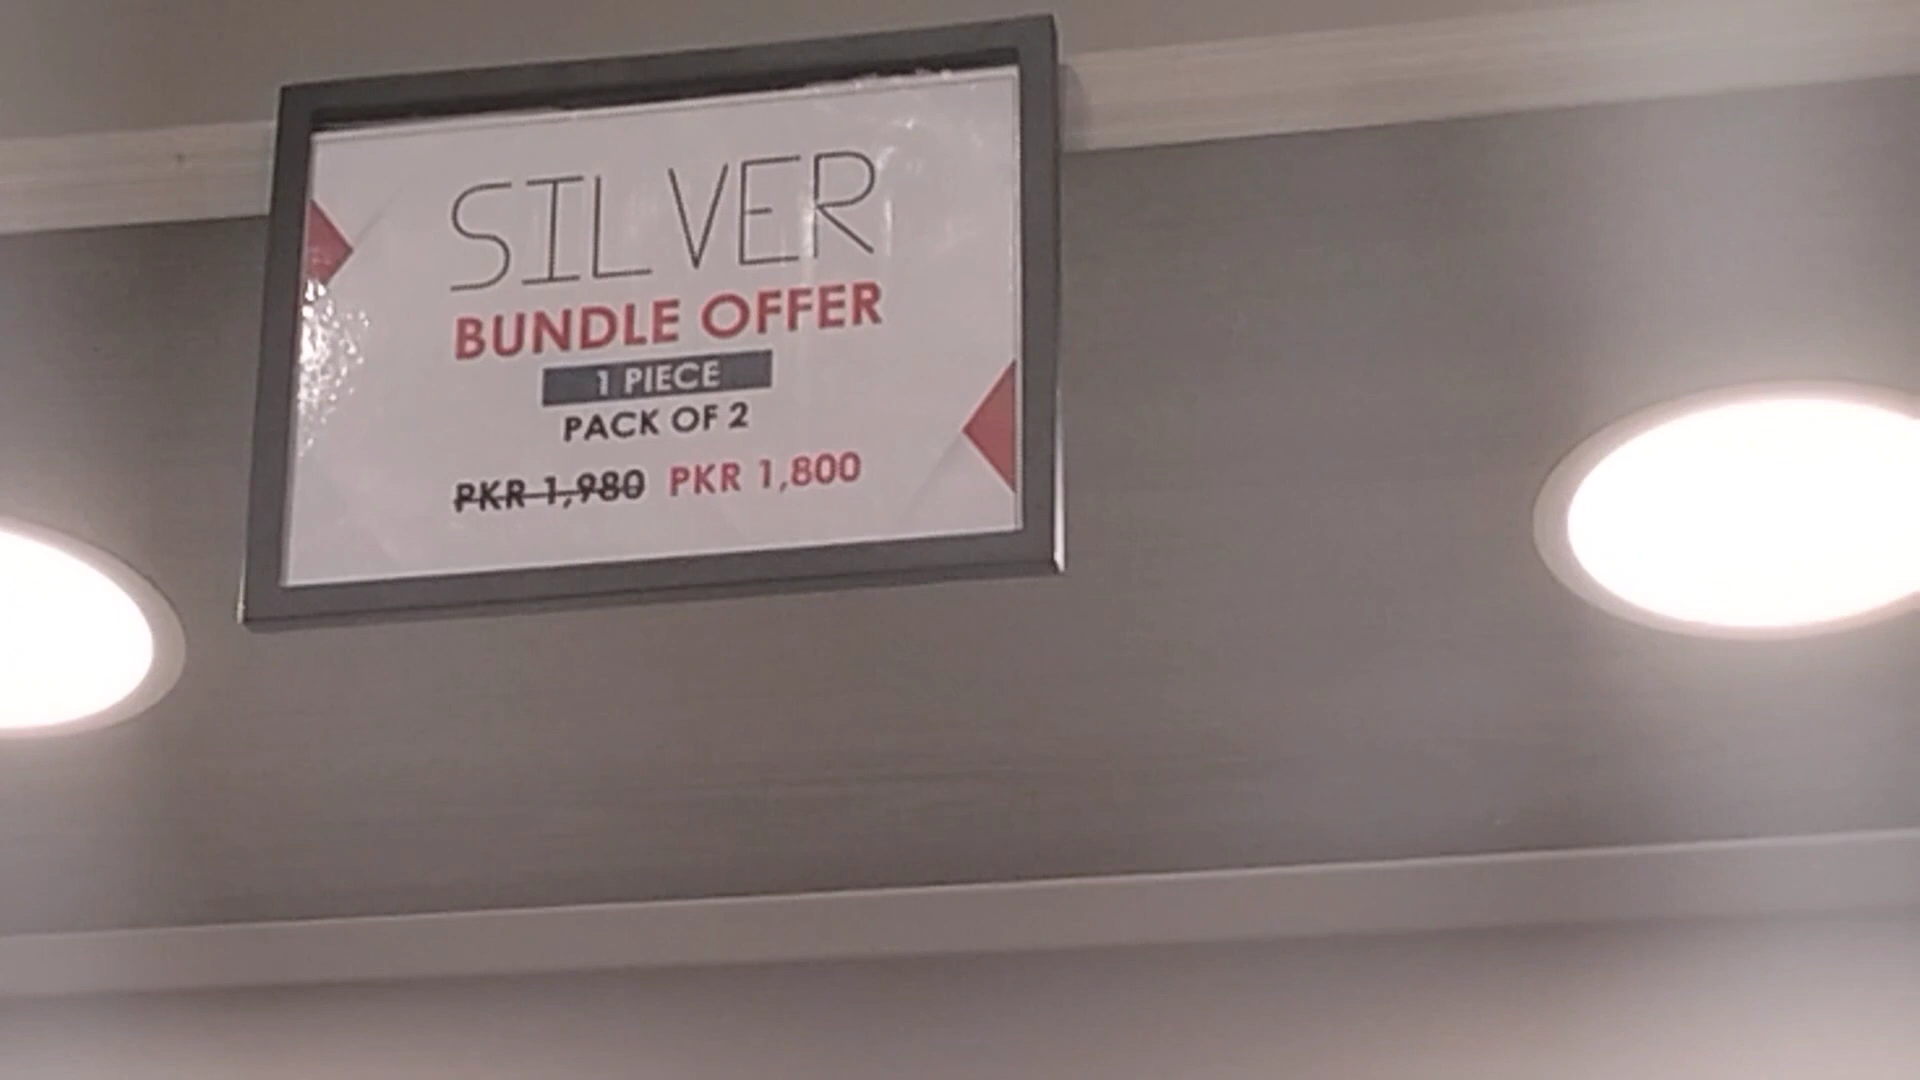 SILVER
BUNDLE OFFER
1 PIECE
PACK OF 2
PKR 1,980 PKR 1,800